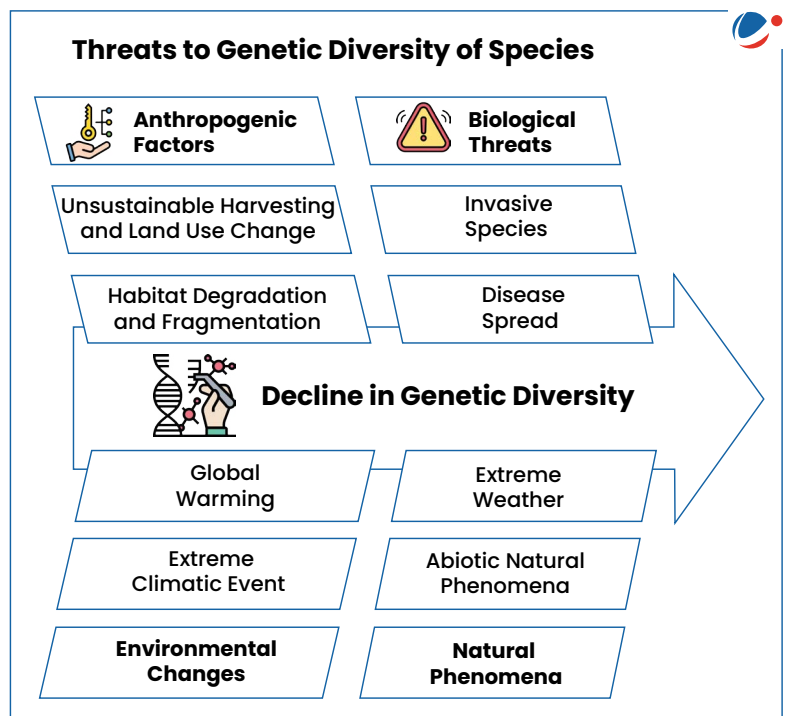 Threats to Genetic Diversity of Species
Anthropogenic
Factors
Biological
Threats
Unsustainable Harvesting
and Land Use Change
Invasive
Species
Habitat Degradation
and Fragmentation
Disease
Spread
Decline in Genetic Diversity
Global
Warming
Extreme
Weather
Extreme
Climatic Event
Abiotic Natural
Phenomena
Environmental
Changes
Natural
Phenomena